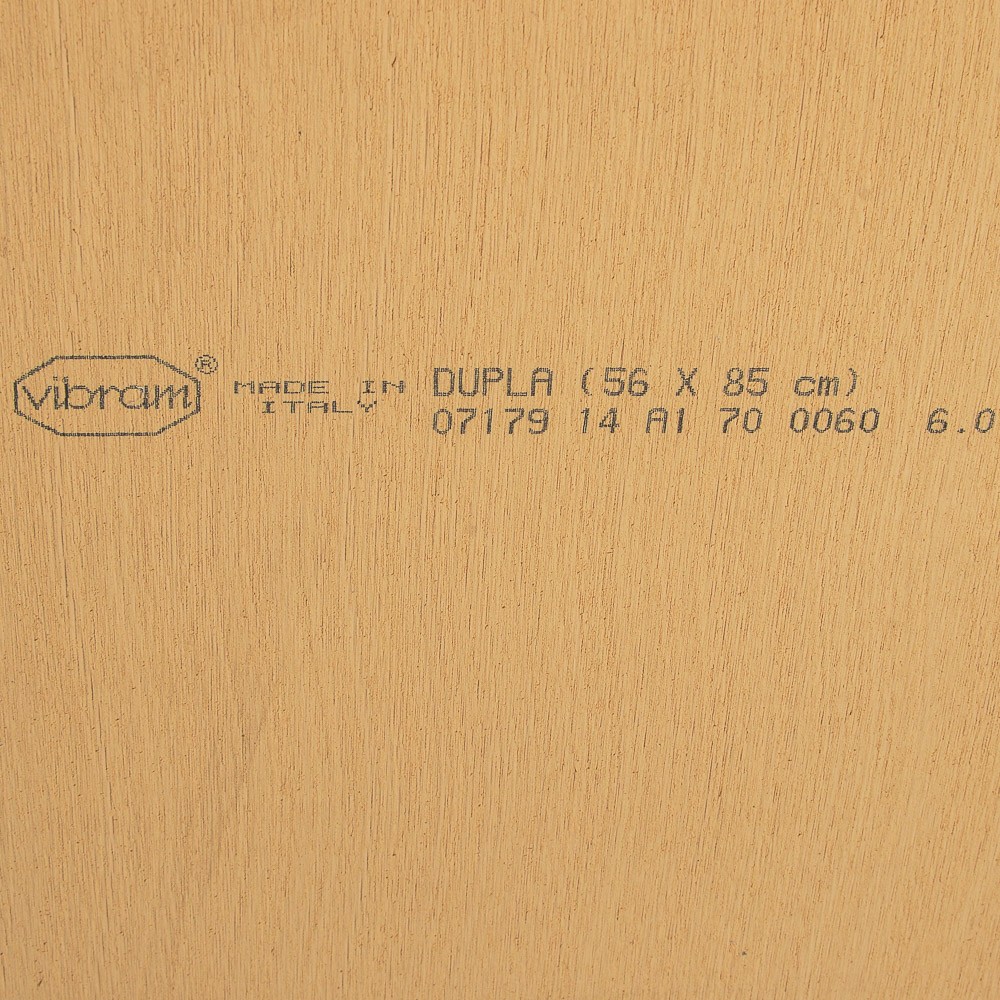 vibram® MADE IN DUPLA (56 X 85 cm)
ITALY 07179 14 A1 70 0060 6.0